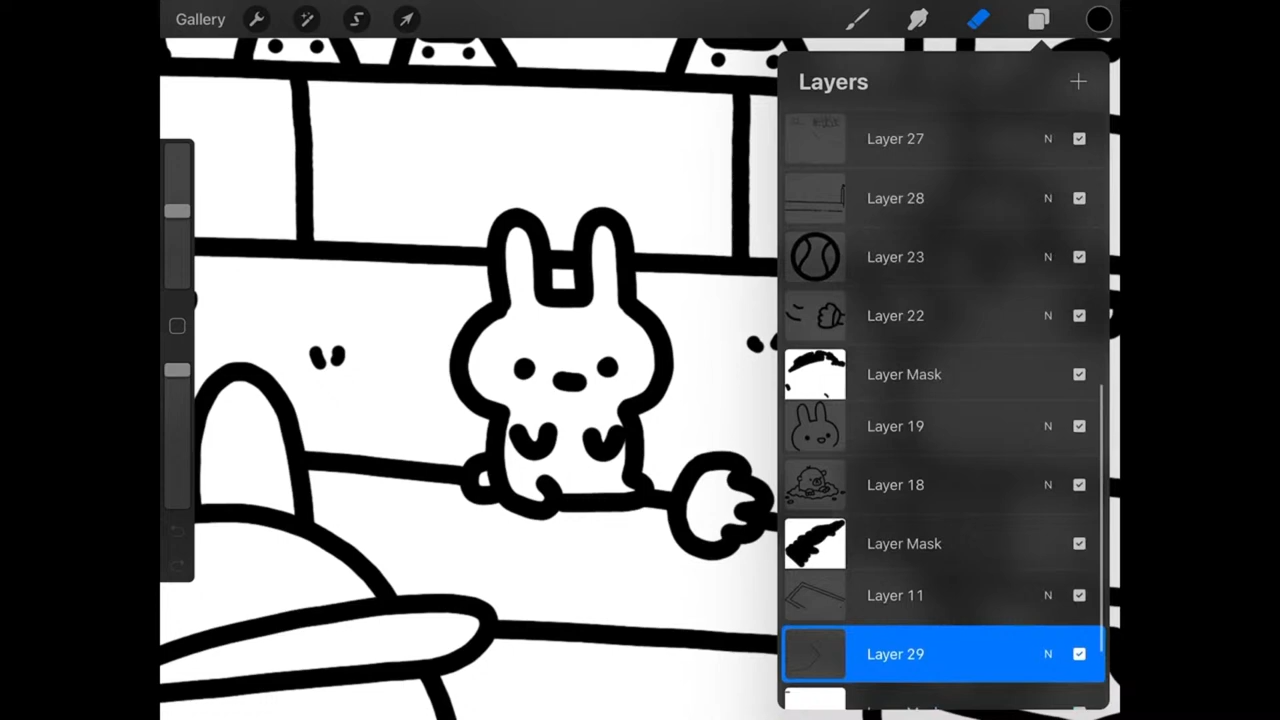 Gallery
Layers
Layer 27 N
Layer 28 N
Layer 23 N
Layer 22 N
Layer Mask
Layer 19 N
Layer 18 N
Layer Mask
Layer 11 N
Layer 29 N